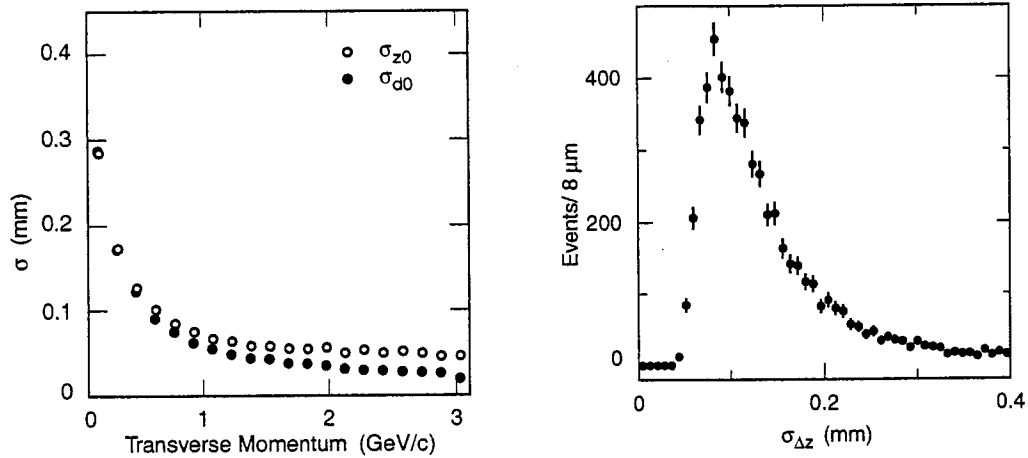 0.4
0.3
0.2
0.1
0
σ (mm)
σz0
σd0
0 1 2 3
Transverse Momentum (GeV/c)
400
200
0
Events/ 8 μm
0 0.2 0.4
σΔz (mm)